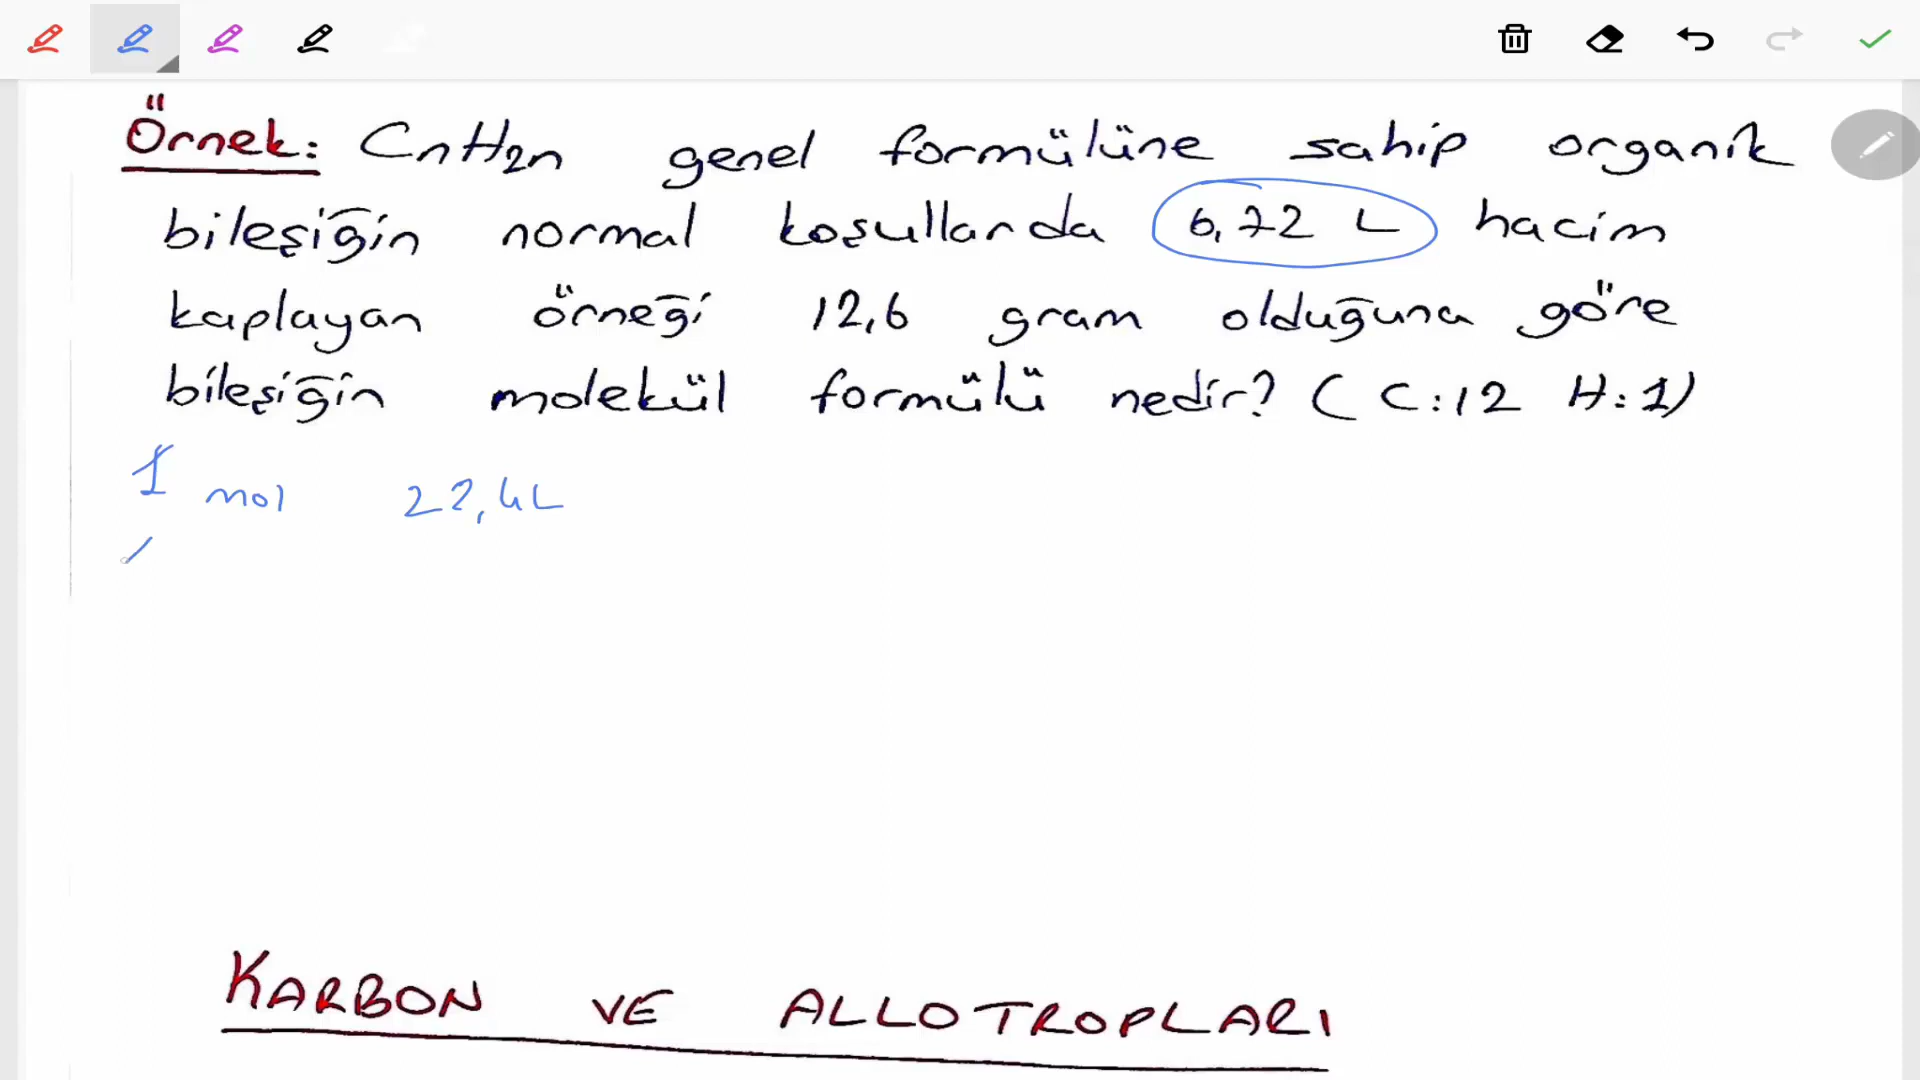 Örnek: CnH2n genel formülüne sahip organik
bileşiğin normal koşullarda 6,72 L hacim
kaplayan örneği 12,6 gram olduğuna göre
bileşiğin molekül formülü nedir? ( C:12 H:1)
1 mol 22,4L
KARBON VE ALLOTROPLARI